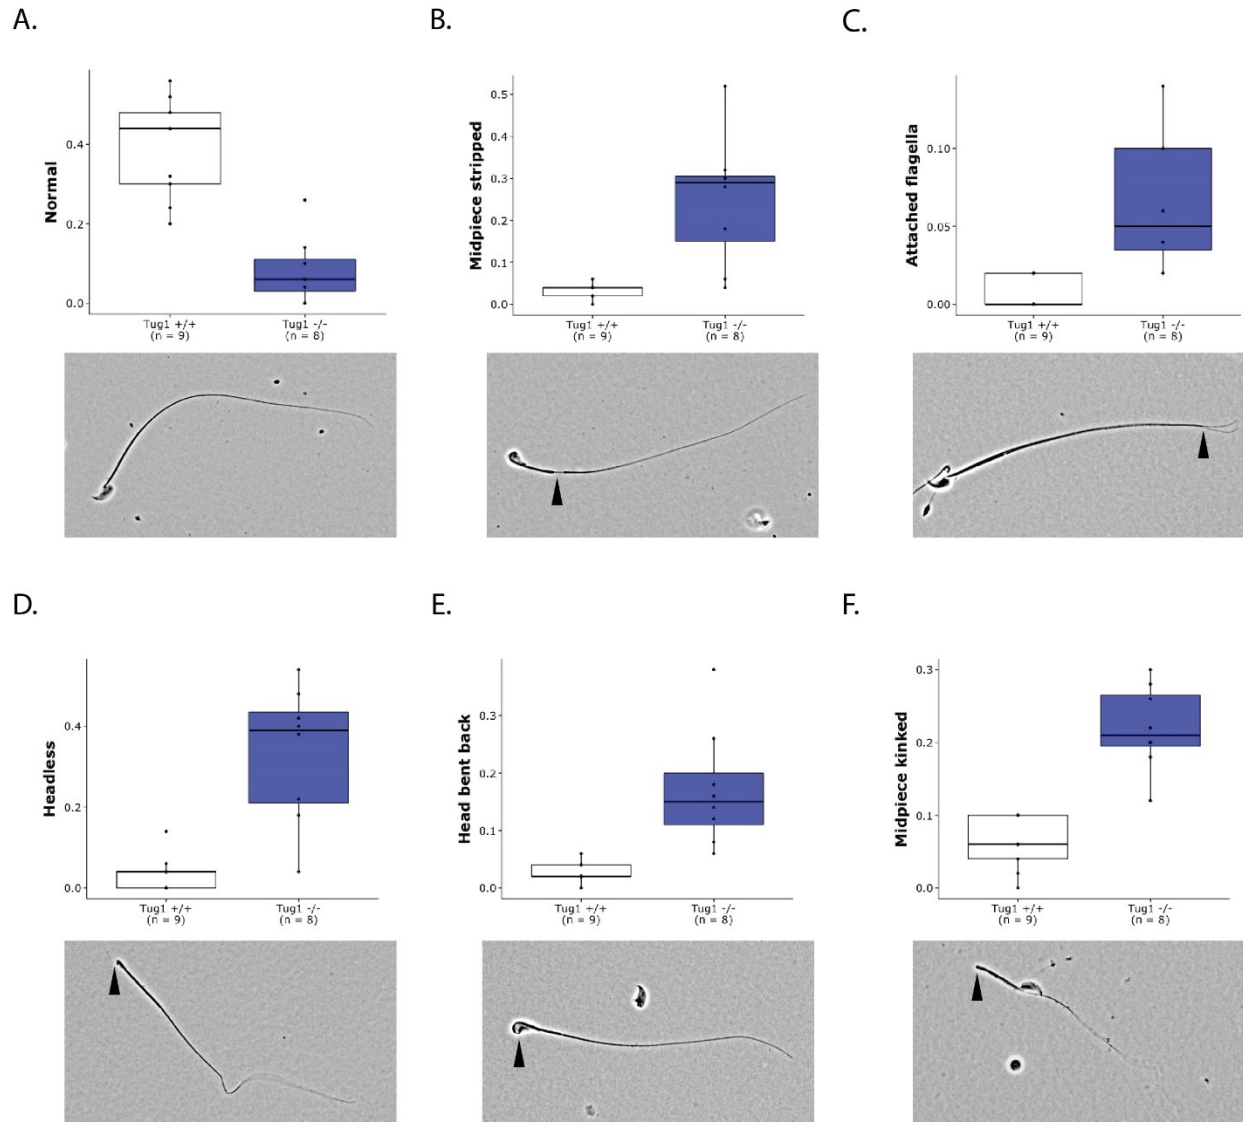 A.
Normal
0.4
0.2
0.0
Tug1 +/+
(n = 9)
Tug1 -/-
(n = 8)
B.
Midpiece stripped
0.5
0.4
0.3
0.2
0.1
0.0
Tug1 +/+
(n = 9)
Tug1 -/-
(n = 8)
C.
Attached flagella
0.10
0.05
0.00
Tug1 +/+
(n = 9)
Tug1 -/-
(n = 8)
D.
Headless
0.4
0.2
0.0
Tug1 +/+
(n = 9)
Tug1 -/-
(n = 8)
E.
Head bent back
0.3
0.2
0.1
0.0
Tug1 +/+
(n = 9)
Tug1 -/-
(n = 8)
F.
Midpiece kinked
0.3
0.2
0.1
0.0
Tug1 +/+
(n = 9)
Tug1 -/-
(n = 8)